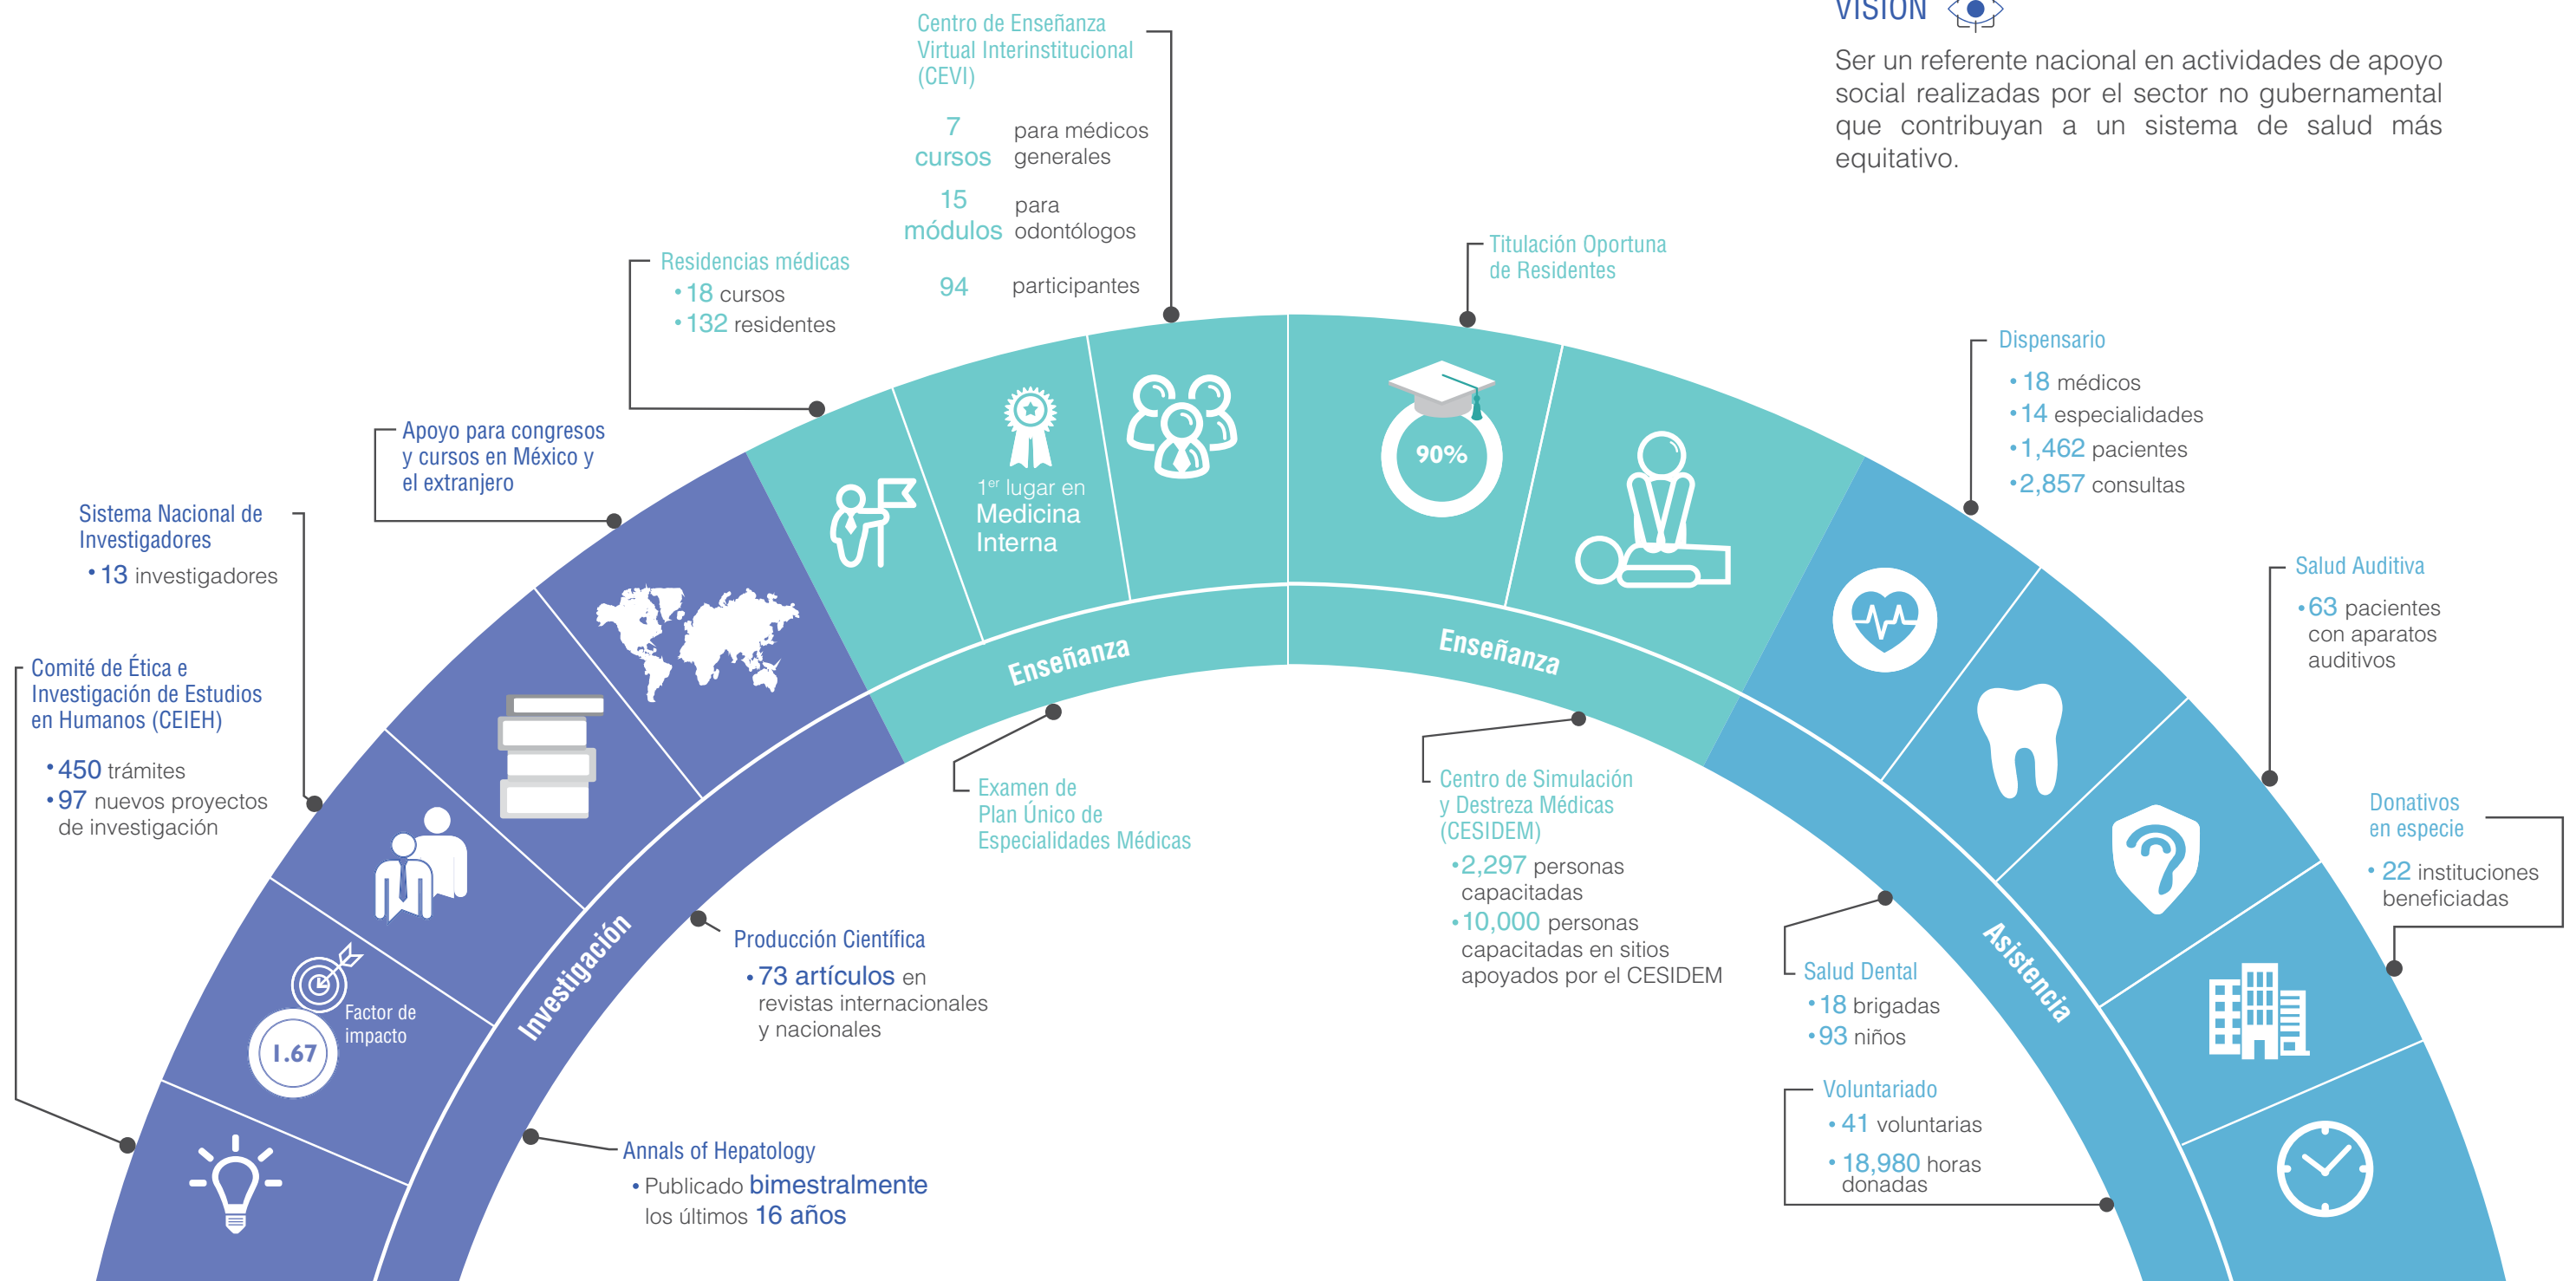 VISIÓN
Ser un referente nacional en actividades de apoyo
social realizadas por el sector no gubernamental
que contribuyan a un sistema de salud más
equitativo.
Comité de Ética e
Investigación de Estudios
en Humanos (CEIEH)
• 450 trámites
• 97 nuevos proyectos
de investigación
Sistema Nacional de
Investigadores
• 13 investigadores
Apoyo para congresos
y cursos en México y
el extranjero
Residencias médicas
• 18 cursos
• 132 residentes
Centro de Enseñanza
Virtual Interinstitucional
(CEVI)
7 cursos para médicos generales
15 módulos para odontólogos
94 participantes
Titulación Oportuna
de Residentes
Dispensario
• 18 médicos
• 14 especialidades
• 1,462 pacientes
• 2,857 consultas
Salud Auditiva
• 63 pacientes
con aparatos
auditivos
Donativos
en especie
• 22 instituciones
beneficiadas
1er lugar en
Medicina
Interna
90%
Factor de
impacto
1.67
Investigación
Enseñanza
Enseñanza
Asistencia
Annals of Hepatology
• Publicado bimestralmente
los últimos 16 años
Producción Científica
• 73 artículos en
revistas internacionales
y nacionales
Examen de
Plan Único de
Especialidades Médicas
Centro de Simulación
y Destreza Médicas
(CESIDEM)
• 2,297 personas
capacitadas
• 10,000 personas
capacitadas en sitios
apoyados por el CESIDEM
Salud Dental
• 18 brigadas
• 93 niños
Voluntariado
• 41 voluntarias
• 18,980 horas
donadas